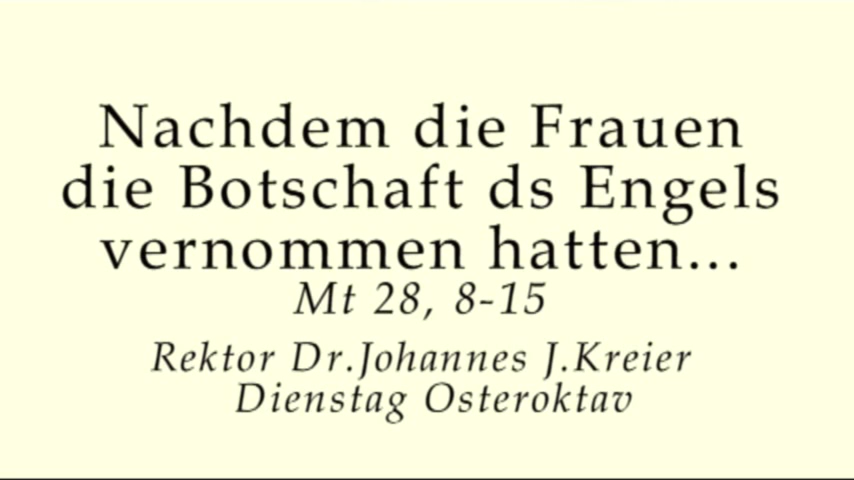 Nachdem die Frauen
die Botschaft ds Engels
vernommen hatten...
Mt 28, 8-15
Rektor Dr.Johannes J.Kreier
Dienstag Osteroktav